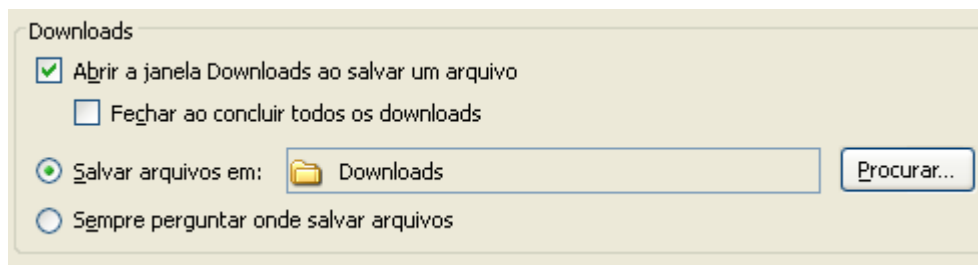 Downloads
Abrir a janela Downloads ao salvar um arquivo
Fechar ao concluir todos os downloads
Salvar arquivos em: Downloads Procurar...
Sempre perguntar onde salvar arquivos